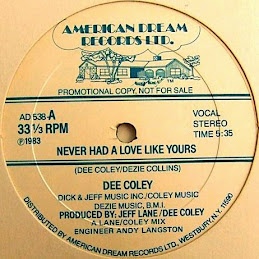 AMERICAN DREAM
RECORDS LTD.
PROMOTIONAL COPY, NOT FOR SALE
AD 538-A
33 1/3 RPM
Ⓟ1983
VOCAL
STEREO
TIME 5:35
NEVER HAD A LOVE LIKE YOURS
(DEE COLEY/DEZIE COLLINS)
DEE COLEY
DICK & JEFF MUSIC INC./COLEY MUSIC
DEZIE MUSIC, B.M.I.
PRODUCED BY: JEFF LANE/DEE COLEY
A LANE/COLEY MIX
ENGINEER ANDY LANGSTON
DISTRIBUTED BY AMERICAN DREAM RECORDS LTD, WESTBURY, N.Y. 11590